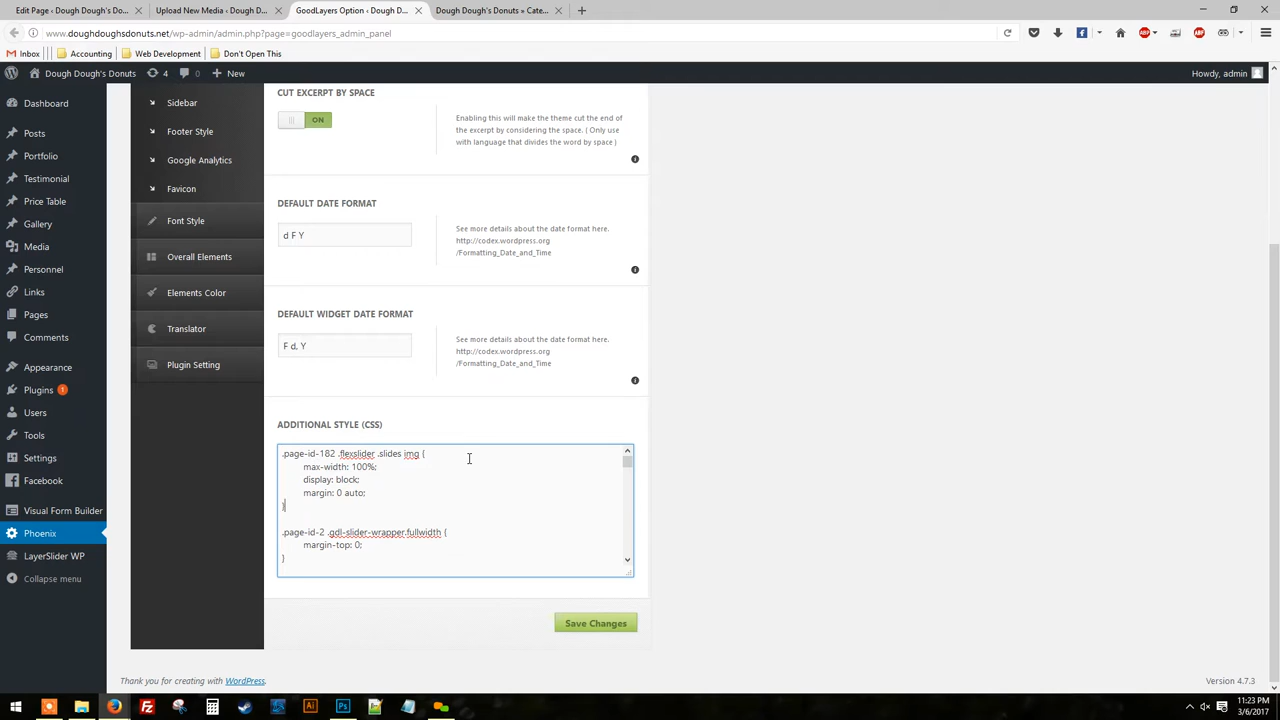 Edit Page ‹ Dough Dough's D...
Upload New Media ‹ Dough D...
GoodLayers Option ‹ Dough D...
Dough Dough's Donuts » Cate...
www.doughdoughsdonuts.net/wp-admin/admin.php?page=goodlayers_admin_panel
Inbox
Accounting
Web Development
Don't Open This
Dough Dough's Donuts
4
0
+ New
Howdy, admin
Dashboard
Posts
Portfolio
Testimonial
Price Table
Gallery
Media
Personnel
Links
Pages
Comments
Appearance
Plugins 1
Users
Tools
Settings
Facebook
Visual Form Builder
Phoenix
LayerSlider WP
Collapse menu
Sidebar
Footer Style
Google Analytics
Favicon
Font Style
Overall Elements
Elements Color
Translator
Plugin Setting
CUT EXCERPT BY SPACE
ON
Enabling this will make the theme cut the end of
the excerpt by considering the space. ( Only use
with language that divides the word by space )
DEFAULT DATE FORMAT
d F Y
See more details about the date format here.
http://codex.wordpress.org
/Formatting_Date_and_Time
DEFAULT WIDGET DATE FORMAT
F d, Y
See more details about the date format here.
http://codex.wordpress.org
/Formatting_Date_and_Time
ADDITIONAL STYLE (CSS)
.page-id-182 .flexslider .slides img {
max-width: 100%;
display: block;
margin: 0 auto;
}
.page-id-2 .gdl-slider-wrapper.fullwidth {
margin-top: 0;
}
Save Changes
Thank you for creating with WordPress.
Version 4.7.3
11:23 PM
3/6/2017